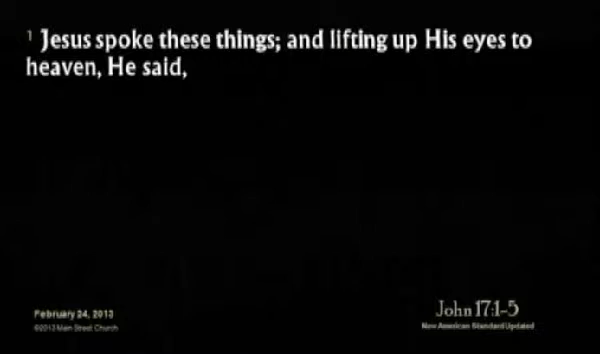 1 Jesus spoke these things; and lifting up His eyes to
heaven, He said,
February 24, 2013
©2013 Main Street Church
John 17:1-5
New American Standard Updated